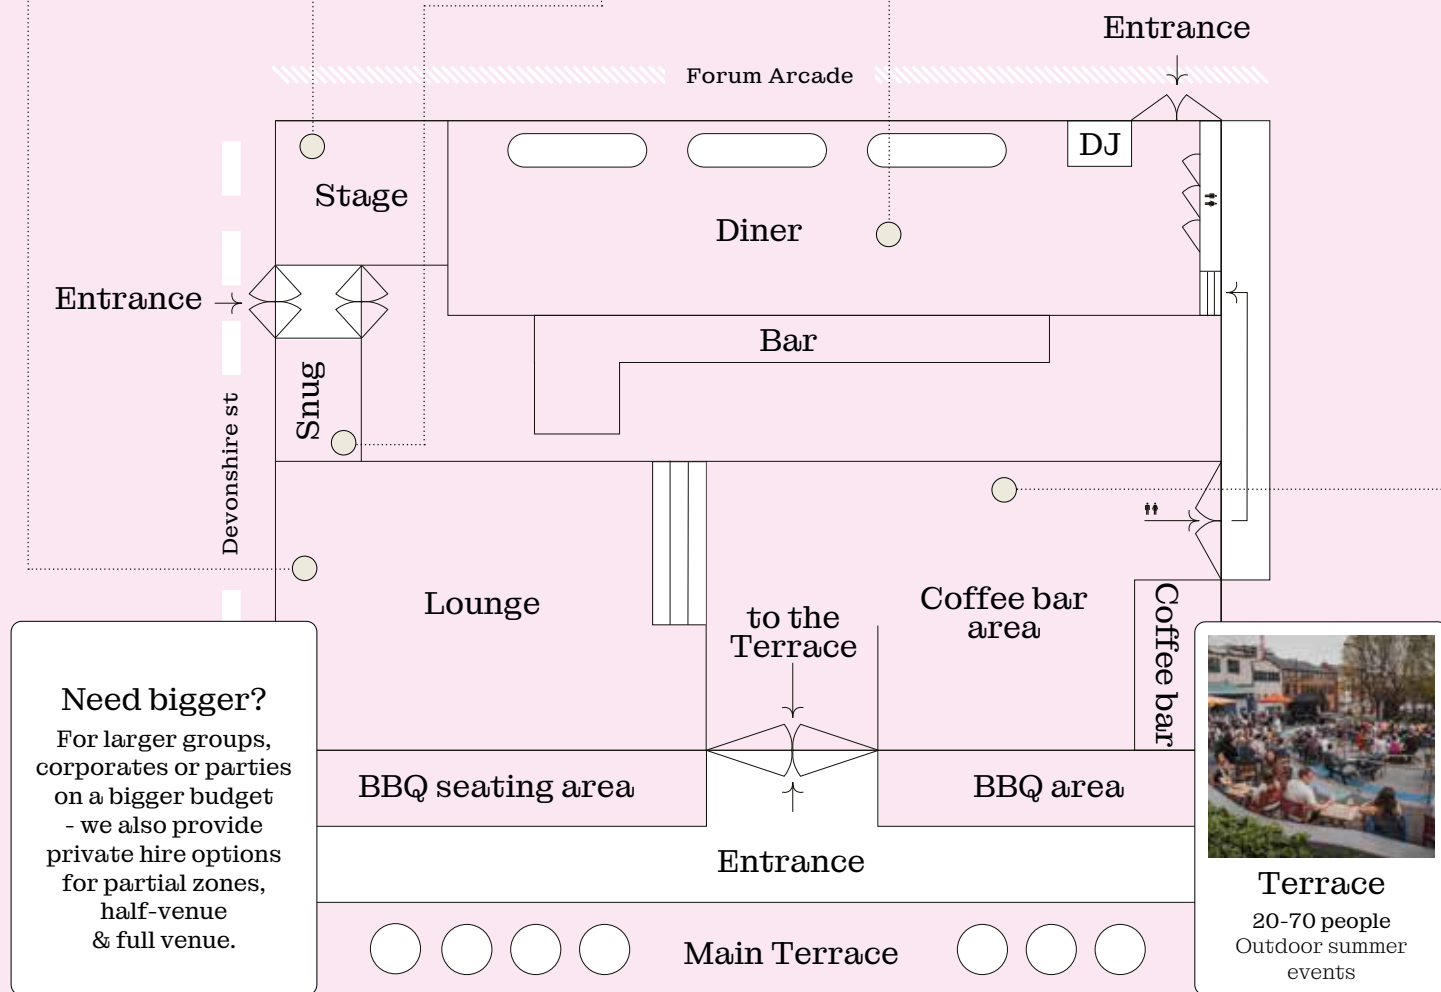 Entrance
Forum Arcade
DJ
Stage
Diner
Entrance
Bar
Snug
Devonshire st
Lounge
to the
Terrace
Coffee bar
area
Coffee bar
Need bigger?
For larger groups,
corporates or parties
on a bigger budget
- we also provide
private hire options
for partial zones,
half-venue
& full venue.
BBQ seating area
BBQ area
Entrance
Main Terrace
Terrace
20-70 people
Outdoor summer
events